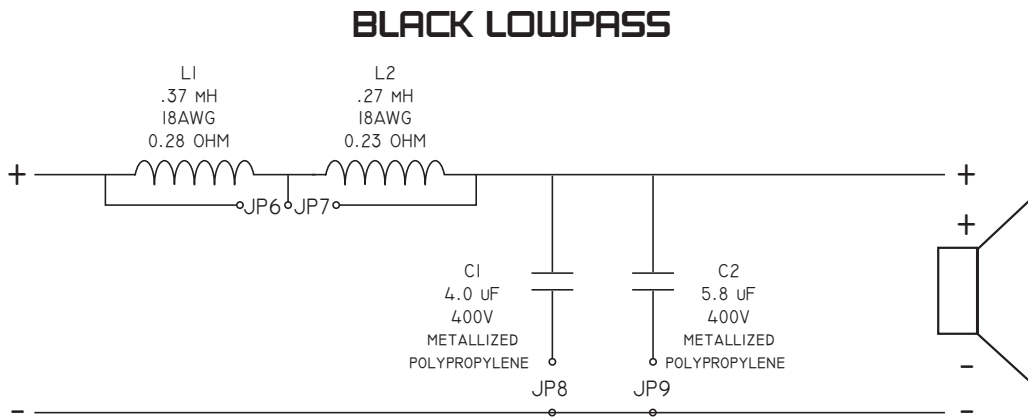 BLACK LOWPASS
L1
.37 MH
18AWG
0.28 OHM
L2
.27 MH
18AWG
0.23 OHM
+
+
JP6
JP7
+
C1
4.0 uF
400V
METALLIZED
POLYPROPYLENE
C2
5.8 uF
400V
METALLIZED
POLYPROPYLENE
-
JP8
JP9
-
-